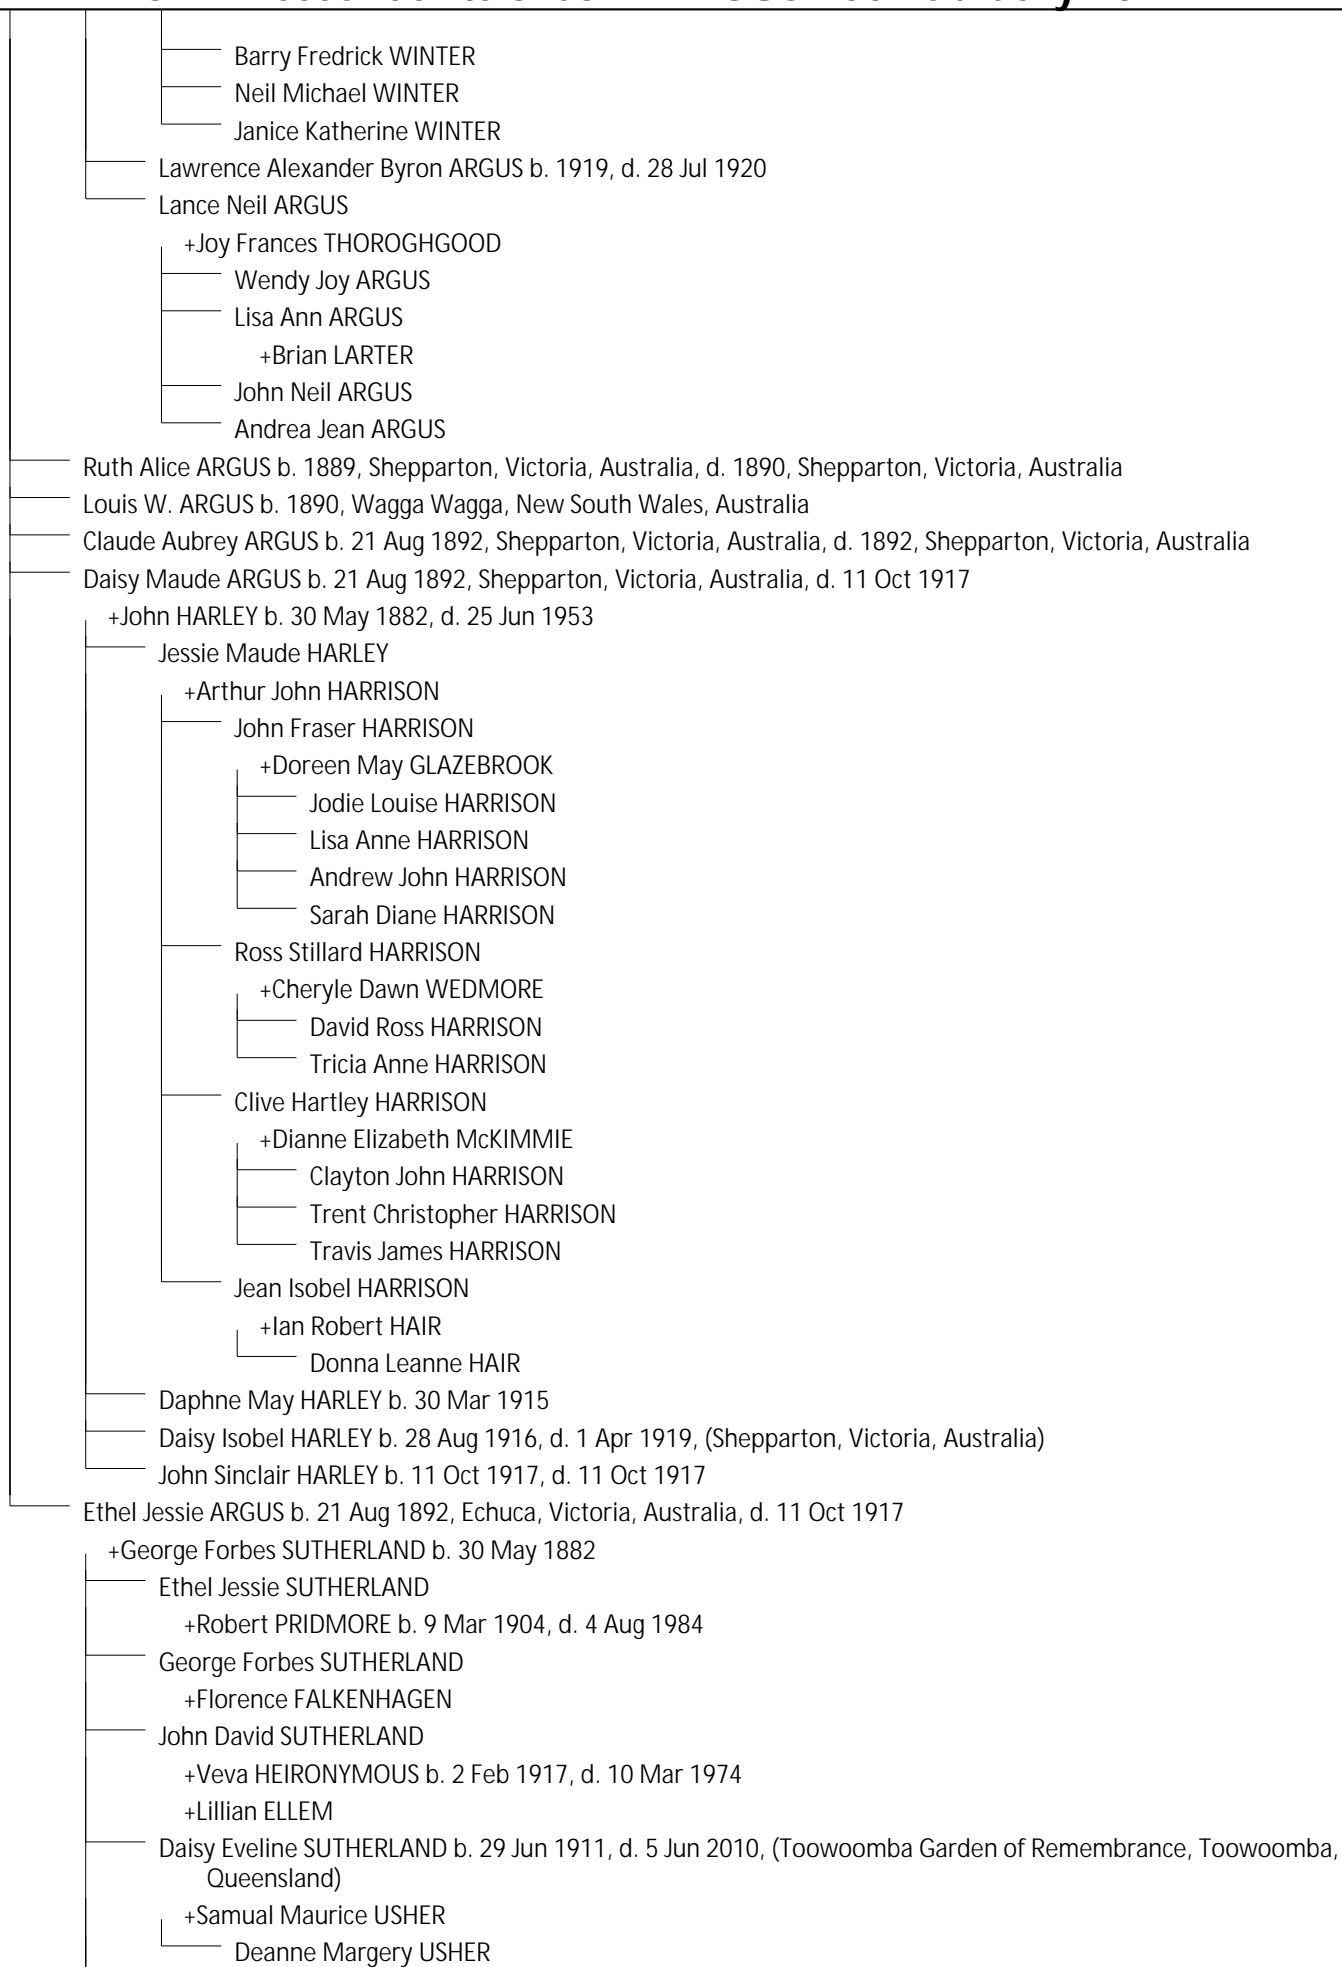 Barry Fredrick WINTER
Neil Michael WINTER
Janice Katherine WINTER
Lawrence Alexander Byron ARGUS b. 1919, d. 28 Jul 1920
Lance Neil ARGUS
+Joy Frances THOROGHGOOD
Wendy Joy ARGUS
Lisa Ann ARGUS
+Brian LARTER
John Neil ARGUS
Andrea Jean ARGUS
Ruth Alice ARGUS b. 1889, Shepparton, Victoria, Australia, d. 1890, Shepparton, Victoria, Australia
Louis W. ARGUS b. 1890, Wagga Wagga, New South Wales, Australia
Claude Aubrey ARGUS b. 21 Aug 1892, Shepparton, Victoria, Australia, d. 1892, Shepparton, Victoria, Australia
Daisy Maude ARGUS b. 21 Aug 1892, Shepparton, Victoria, Australia, d. 11 Oct 1917
+John HARLEY b. 30 May 1882, d. 25 Jun 1953
Jessie Maude HARLEY
+Arthur John HARRISON
John Fraser HARRISON
+Doreen May GLAZEBROOK
Jodie Louise HARRISON
Lisa Anne HARRISON
Andrew John HARRISON
Sarah Diane HARRISON
Ross Stillard HARRISON
+Cheryle Dawn WEDMORE
David Ross HARRISON
Tricia Anne HARRISON
Clive Hartley HARRISON
+Dianne Elizabeth McKIMMIE
Clayton John HARRISON
Trent Christopher HARRISON
Travis James HARRISON
Jean Isobel HARRISON
+Ian Robert HAIR
Donna Leanne HAIR
Daphne May HARLEY b. 30 Mar 1915
Daisy Isobel HARLEY b. 28 Aug 1916, d. 1 Apr 1919, (Shepparton, Victoria, Australia)
John Sinclair HARLEY b. 11 Oct 1917, d. 11 Oct 1917
Ethel Jessie ARGUS b. 21 Aug 1892, Echuca, Victoria, Australia, d. 11 Oct 1917
+George Forbes SUTHERLAND b. 30 May 1882
Ethel Jessie SUTHERLAND
+Robert PRIDMORE b. 9 Mar 1904, d. 4 Aug 1984
George Forbes SUTHERLAND
+Florence FALKENHAGEN
John David SUTHERLAND
+Veva HEIRONYMOUS b. 2 Feb 1917, d. 10 Mar 1974
+Lillian ELLEM
Daisy Eveline SUTHERLAND b. 29 Jun 1911, d. 5 Jun 2010, (Toowoomba Garden of Remembrance, Toowoomba,
Queensland)
+Samual Maurice USHER
Deanne Margery USHER